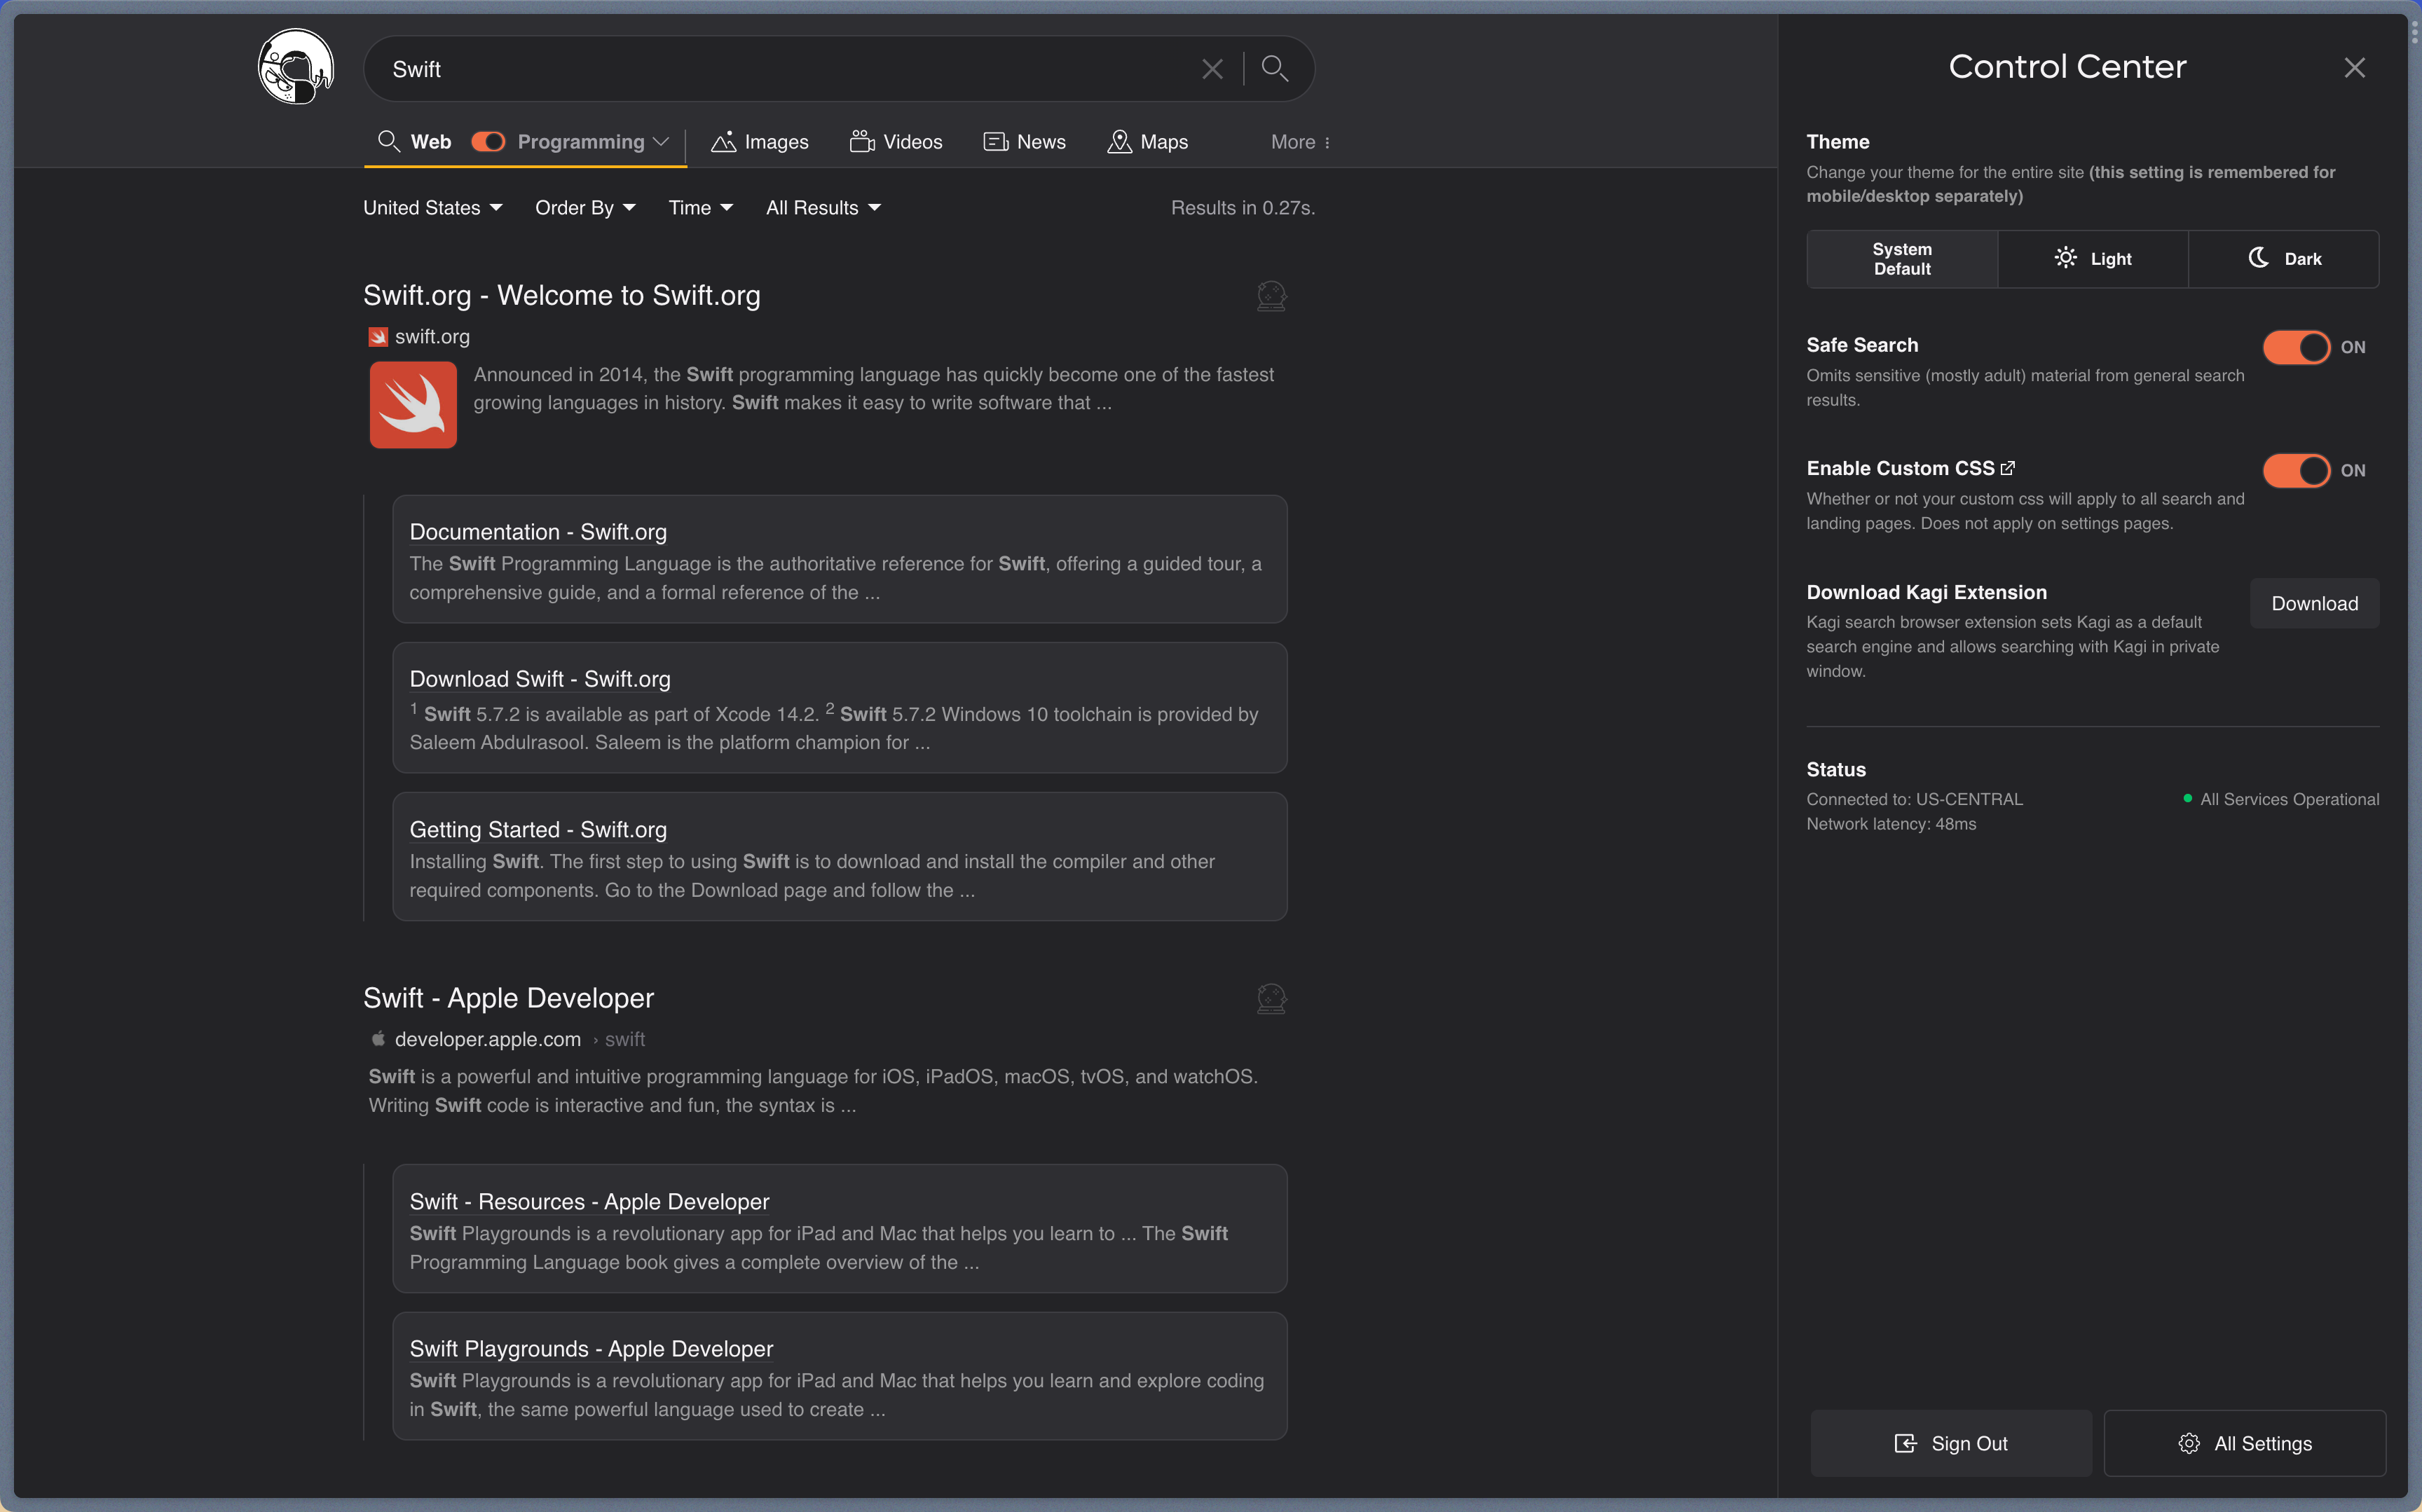 Swift
Web Programming Images Videos News Maps More
United States Order By Time All Results Results in 0.27s.
Swift.org - Welcome to Swift.org
swift.org
Announced in 2014, the Swift programming language has quickly become one of the fastest
growing languages in history. Swift makes it easy to write software that ...
Documentation - Swift.org
The Swift Programming Language is the authoritative reference for Swift, offering a guided tour, a
comprehensive guide, and a formal reference of the ...
Download Swift - Swift.org
1 Swift 5.7.2 is available as part of Xcode 14.2. 2 Swift 5.7.2 Windows 10 toolchain is provided by
Saleem Abdulrasool. Saleem is the platform champion for ...
Getting Started - Swift.org
Installing Swift. The first step to using Swift is to download and install the compiler and other
required components. Go to the Download page and follow the ...
Swift - Apple Developer
developer.apple.com › swift
Swift is a powerful and intuitive programming language for iOS, iPadOS, macOS, tvOS, and watchOS.
Writing Swift code is interactive and fun, the syntax is ...
Swift - Resources - Apple Developer
Swift Playgrounds is a revolutionary app for iPad and Mac that helps you learn to ... The Swift
Programming Language book gives a complete overview of the ...
Swift Playgrounds - Apple Developer
Swift Playgrounds is a revolutionary app for iPad and Mac that helps you learn and explore coding
in Swift, the same powerful language used to create ...
Control Center
Theme
Change your theme for the entire site (this setting is remembered for
mobile/desktop separately)
System
Default
Light
Dark
Safe Search
ON
Omits sensitive (mostly adult) material from general search
results.
Enable Custom CSS
ON
Whether or not your custom css will apply to all search and
landing pages. Does not apply on settings pages.
Download Kagi Extension
Download
Kagi search browser extension sets Kagi as a default
search engine and allows searching with Kagi in private
window.
Status
Connected to: US-CENTRAL
All Services Operational
Network latency: 48ms
Sign Out
All Settings